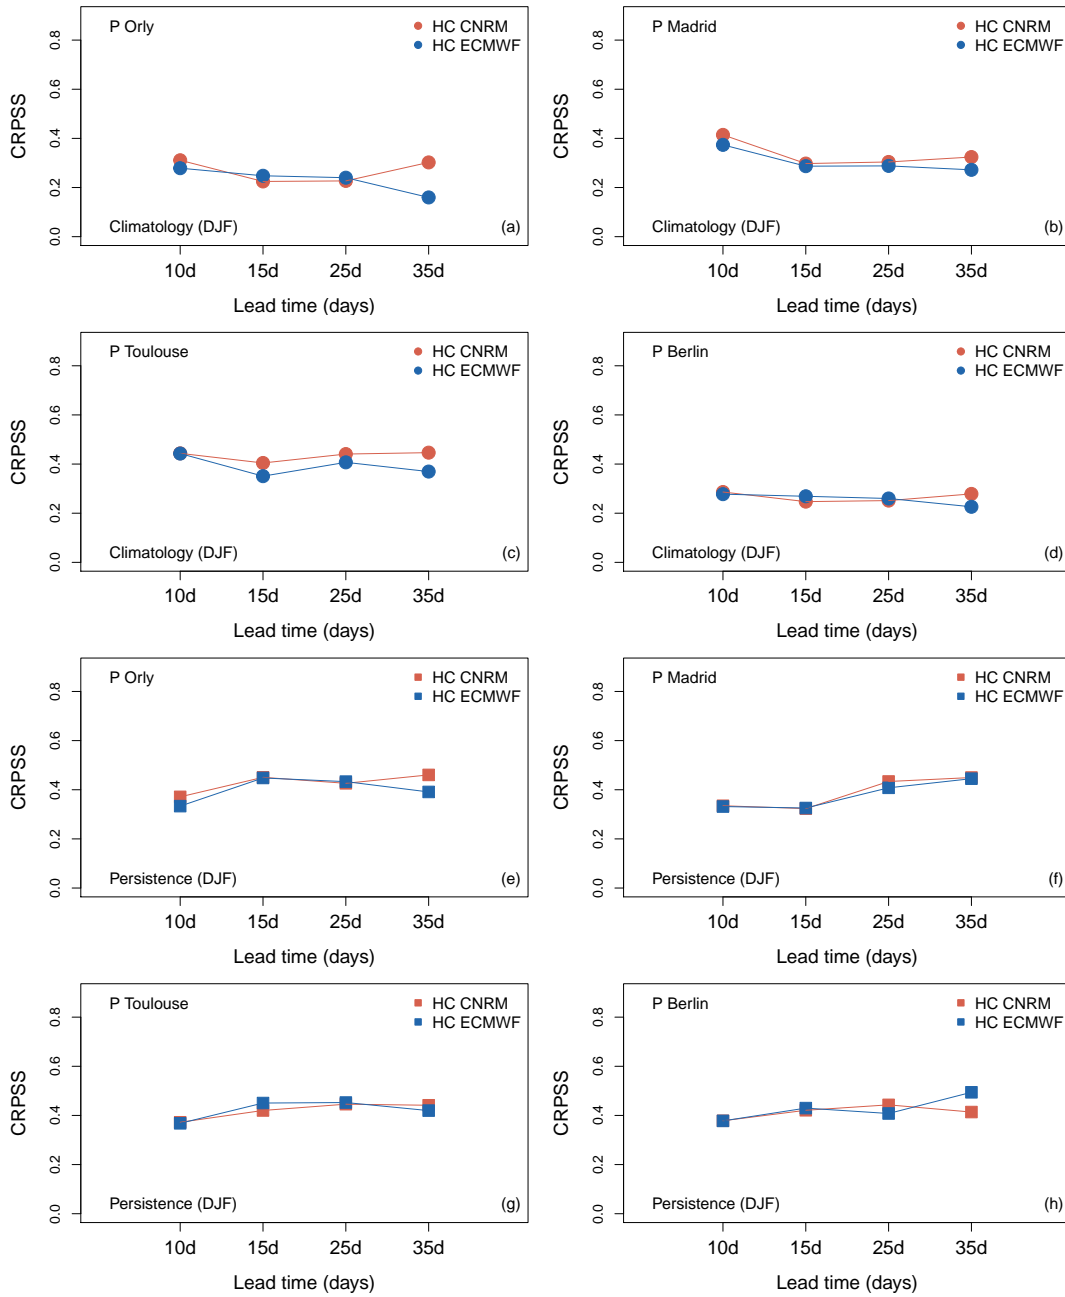 P Orly
HC CNRM
HC ECMWF
CRPSS
0.8
0.6
0.4
0.2
0.0
Climatology (DJF)
(a)
10d 15d 25d 35d
Lead time (days)
P Madrid
HC CNRM
HC ECMWF
CRPSS
0.8
0.6
0.4
0.2
0.0
Climatology (DJF)
(b)
10d 15d 25d 35d
Lead time (days)
P Toulouse
HC CNRM
HC ECMWF
CRPSS
0.8
0.6
0.4
0.2
0.0
Climatology (DJF)
(c)
10d 15d 25d 35d
Lead time (days)
P Berlin
HC CNRM
HC ECMWF
CRPSS
0.8
0.6
0.4
0.2
0.0
Climatology (DJF)
(d)
10d 15d 25d 35d
Lead time (days)
P Orly
HC CNRM
HC ECMWF
CRPSS
0.8
0.6
0.4
0.2
0.0
Persistence (DJF)
(e)
10d 15d 25d 35d
Lead time (days)
P Madrid
HC CNRM
HC ECMWF
CRPSS
0.8
0.6
0.4
0.2
0.0
Persistence (DJF)
(f)
10d 15d 25d 35d
Lead time (days)
P Toulouse
HC CNRM
HC ECMWF
CRPSS
0.8
0.6
0.4
0.2
0.0
Persistence (DJF)
(g)
10d 15d 25d 35d
Lead time (days)
P Berlin
HC CNRM
HC ECMWF
CRPSS
0.8
0.6
0.4
0.2
0.0
Persistence (DJF)
(h)
10d 15d 25d 35d
Lead time (days)